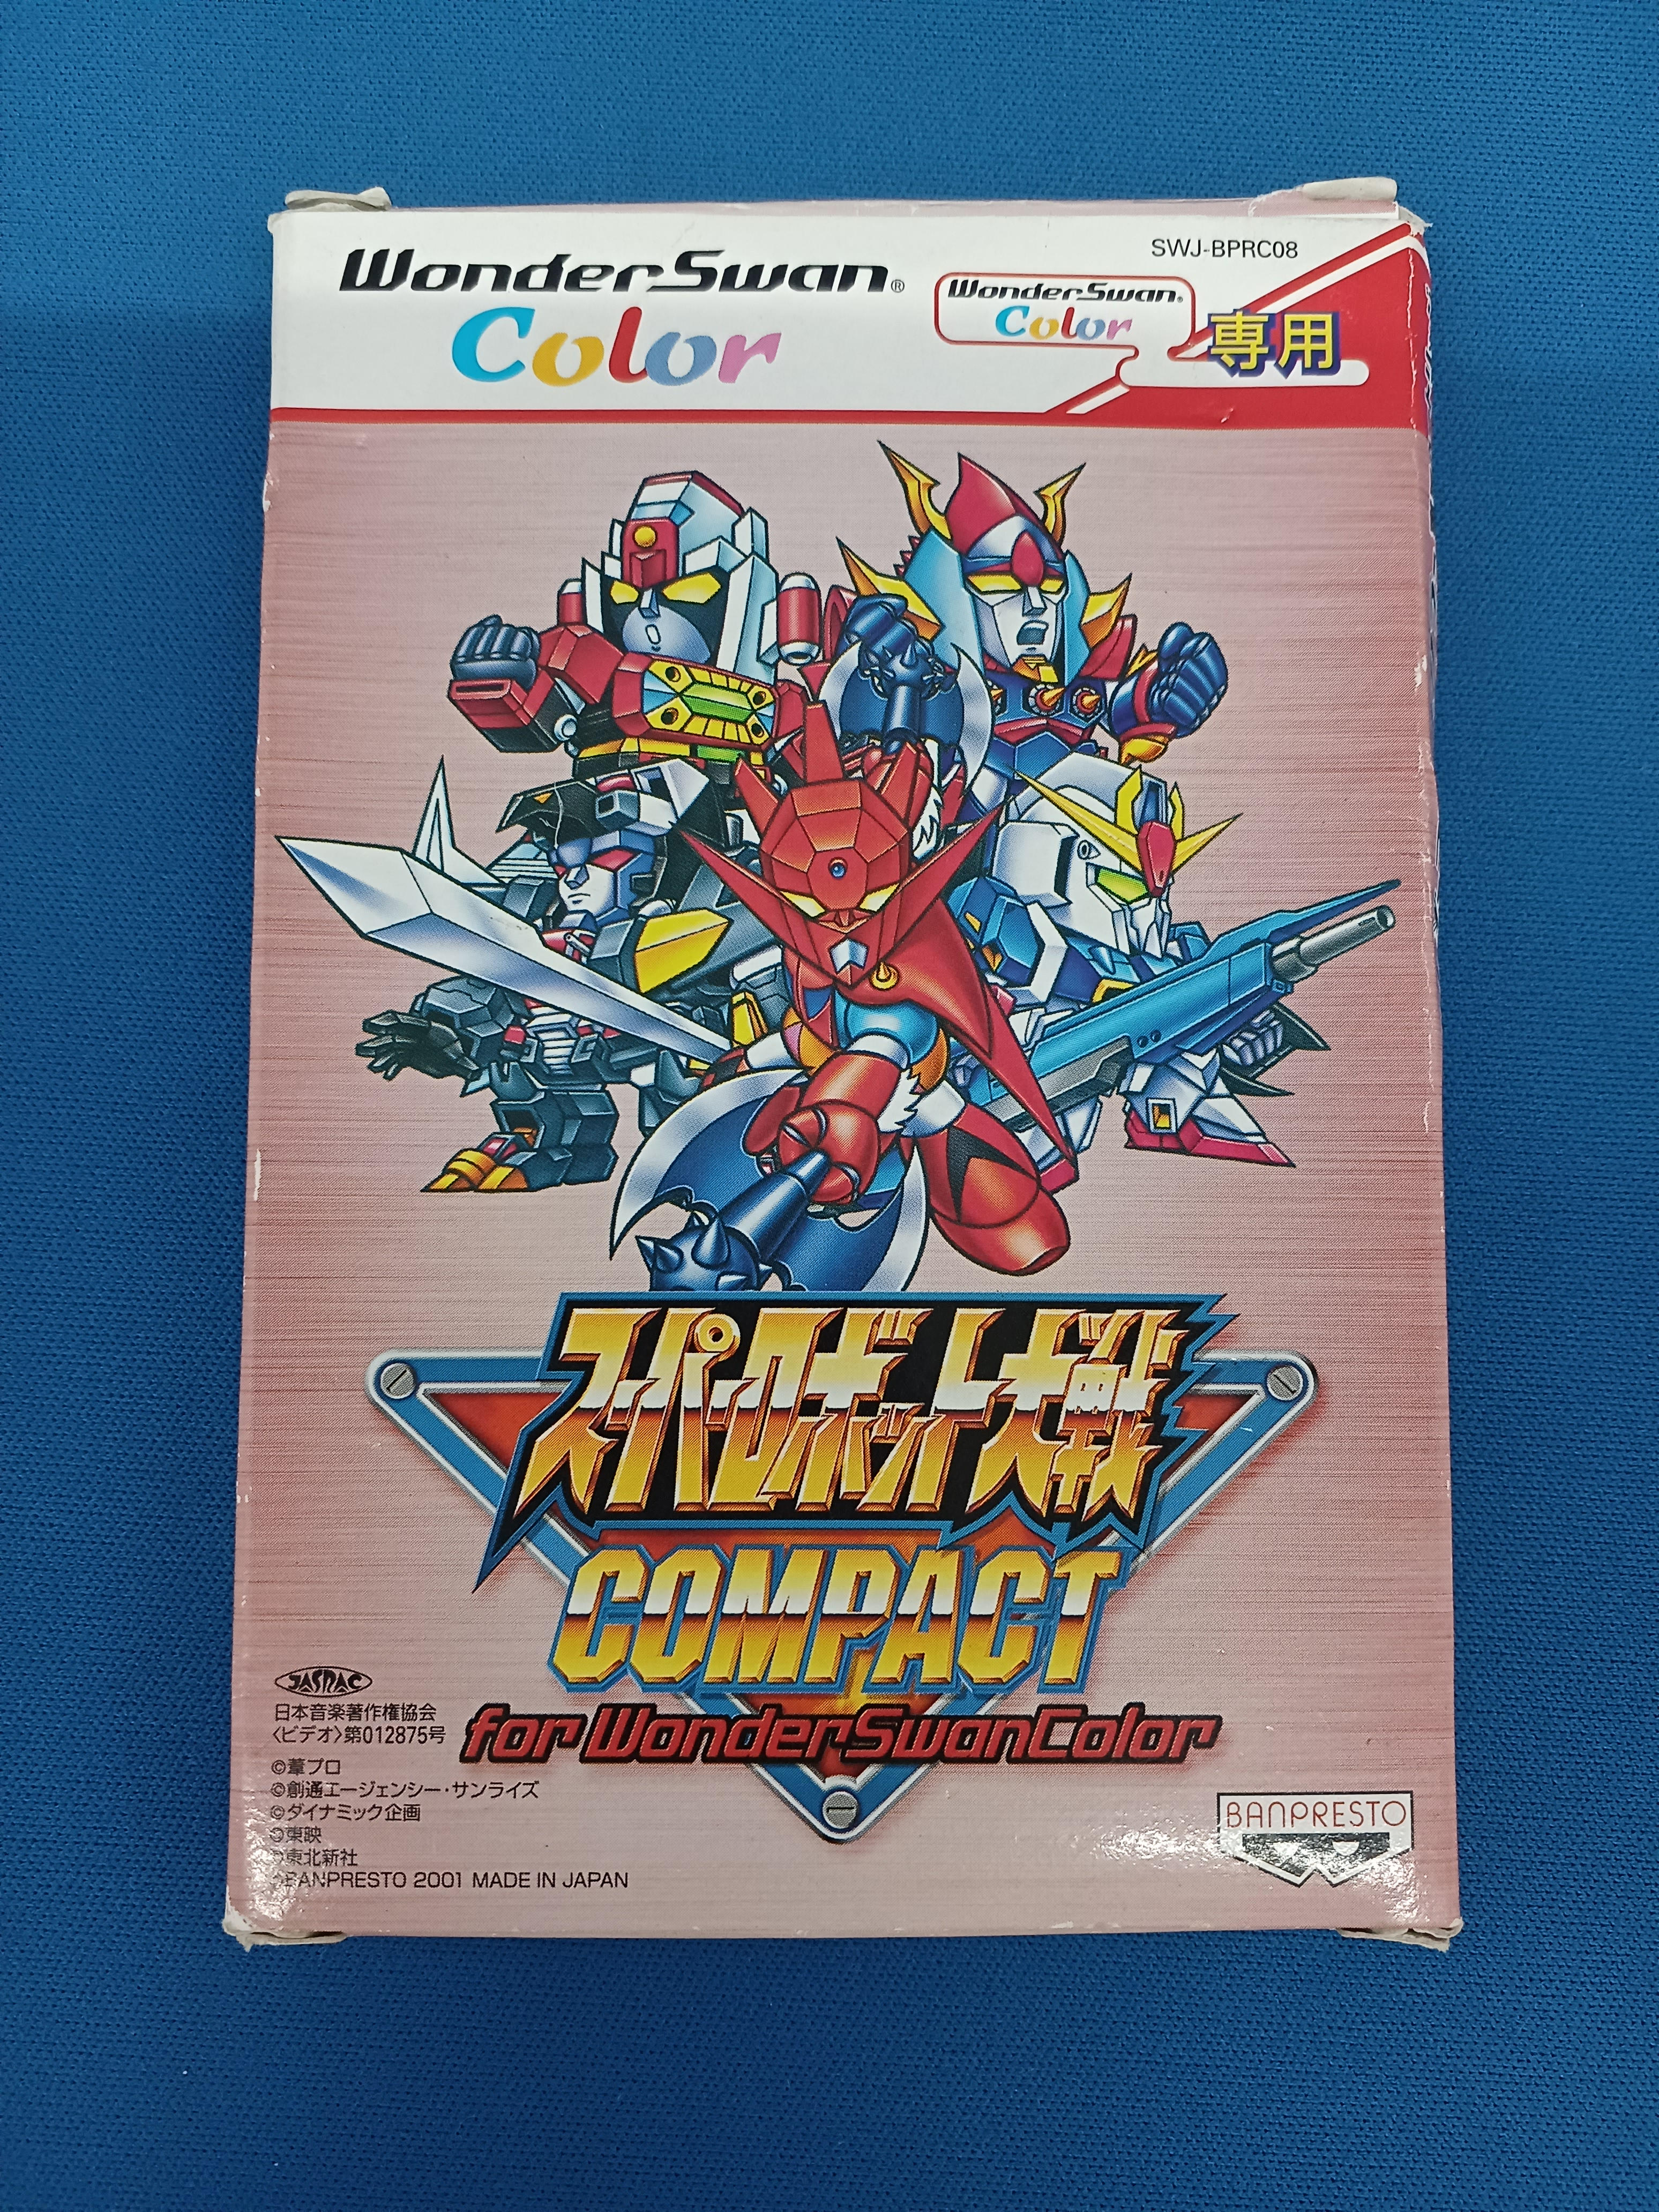 WonderSwan®
Color
SWJ-BPRC08
WonderSwan®
Color
専用
スーパーロボット大戦
COMPACT
for WonderSwanColor
JASRAC
日本音楽著作権協会
〈ビデオ〉第012875号
©葦プロ
©創通エージェンシー・サンライズ
©ダイナミック企画
©東映
©東北新社
©BANPRESTO 2001 MADE IN JAPAN
BANPRESTO